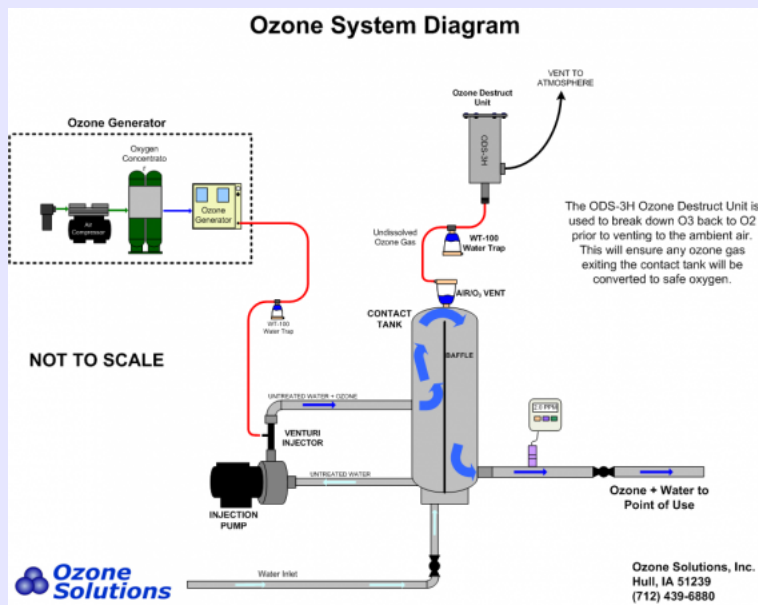 Ozone System Diagram
Ozone Generator
Oxygen
Concentrato
r
Air
Compressor
Ozone
Generator
WT-100
Water Trap
NOT TO SCALE
Ozone Destruct
Unit
ODS-3H
VENT TO
ATMOSPHERE
Undissolved
Ozone Gas
WT-100
Water Trap
AIR/O₃ VENT
The ODS-3H Ozone Destruct Unit is
used to break down O3 back to O2
prior to venting to the ambient air.
This will ensure any ozone gas
exiting the contact tank will be
converted to safe oxygen.
CONTACT
TANK
BAFFLE
UNTREATED WATER + OZONE
VENTURI
INJECTOR
UNTREATED WATER
INJECTION
PUMP
2.0 PPM
Ozone + Water to
Point of Use
Water Inlet
Ozone
Solutions
Ozone Solutions, Inc.
Hull, IA 51239
(712) 439-6880